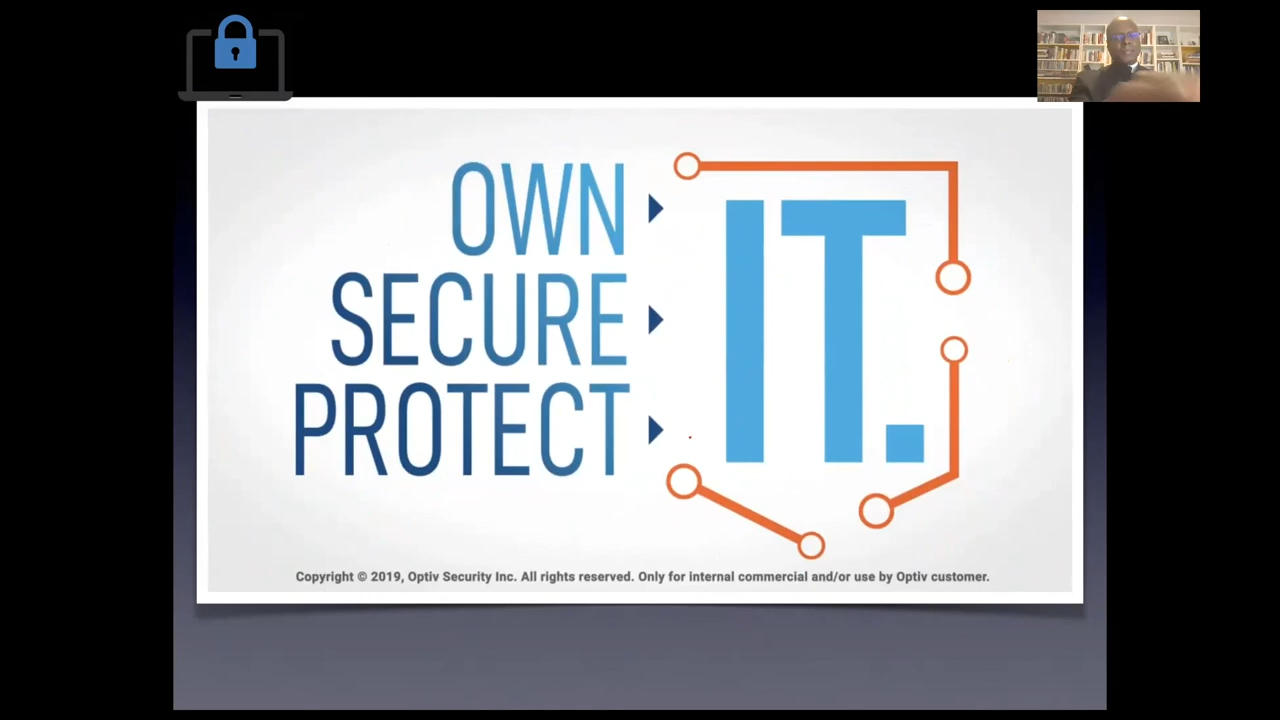 OWN
SECURE
PROTECT
IT.
Copyright © 2019, Optiv Security Inc. All rights reserved. Only for internal commercial and/or use by Optiv customer.